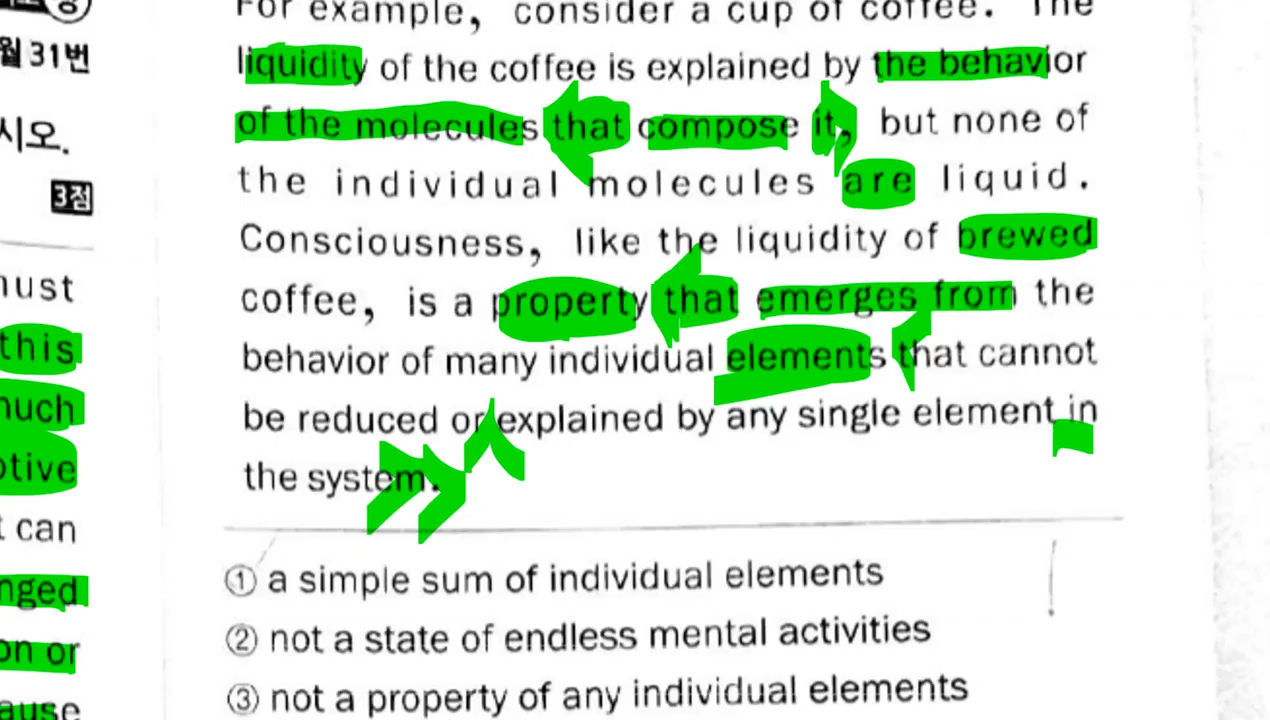 월 31번
시오.
3점
nust
this
nuch
otive
t can
nged
on or
ause
For example, consider a cup of coffee. The
liquidity of the coffee is explained by the behavior
of the molecules that compose it, but none of
the individual molecules are liquid.
Consciousness, like the liquidity of brewed
coffee, is a property that emerges from the
behavior of many individual elements that cannot
be reduced or explained by any single element in
the system.
① a simple sum of individual elements
② not a state of endless mental activities
③ not a property of any individual elements